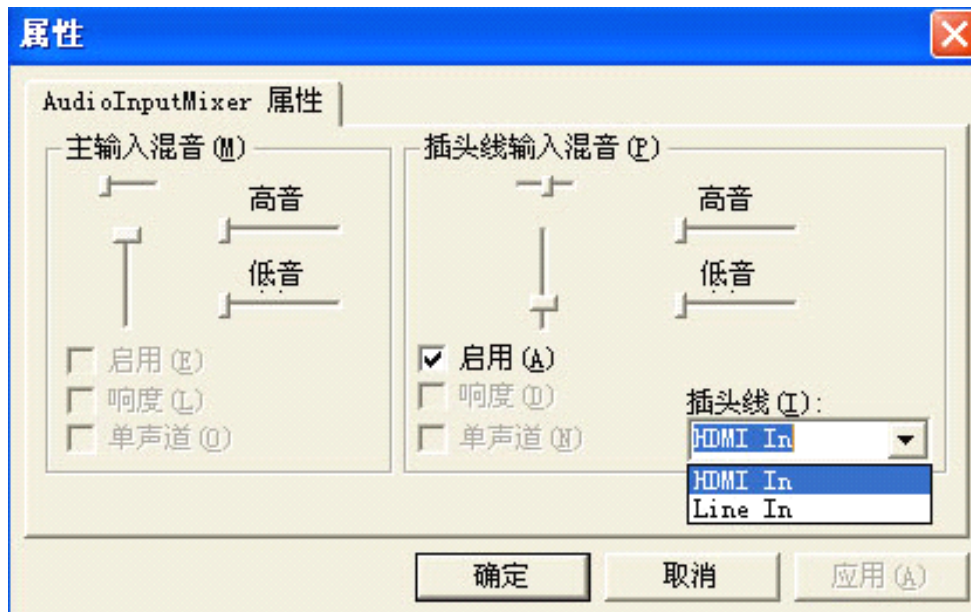 属性
AudioInputMixer 属性
主输入混音(M)
高音
低音
启用(E)
响度(L)
单声道(O)
插头线输入混音(P)
高音
低音
启用(A)
响度(D)
单声道(N)
插头线(I):
HDMI In
HDMI In
Line In
确定
取消
应用(A)